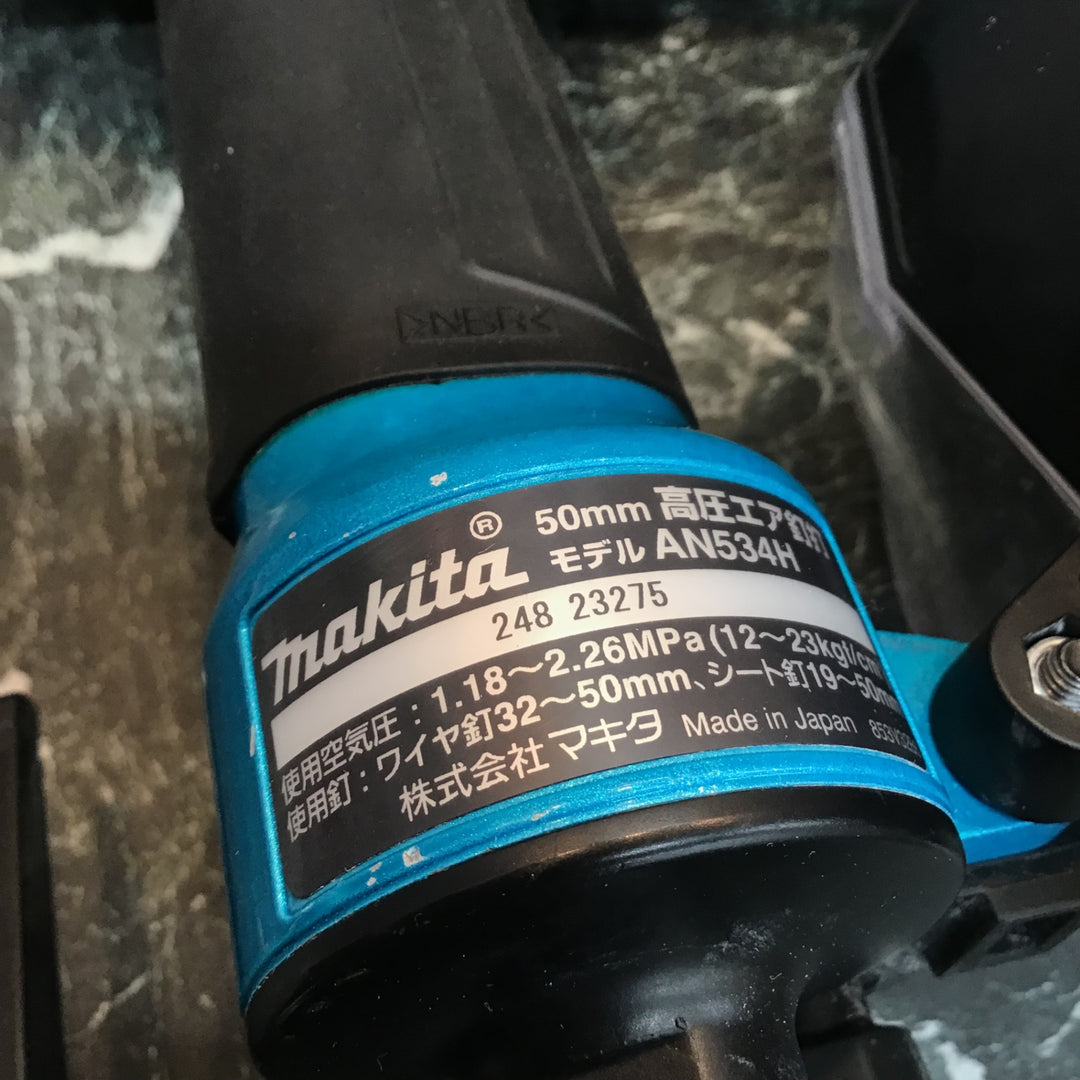 >NBR<
makita®
50mm 高圧エア釘打
モデル AN534H
248 23275
使用空気圧：1.18～2.26MPa (12～23kgf/cm
使用釘：ワイヤ釘32～50mm、シート釘19～50mm
株式会社 マキタ Made in Japan